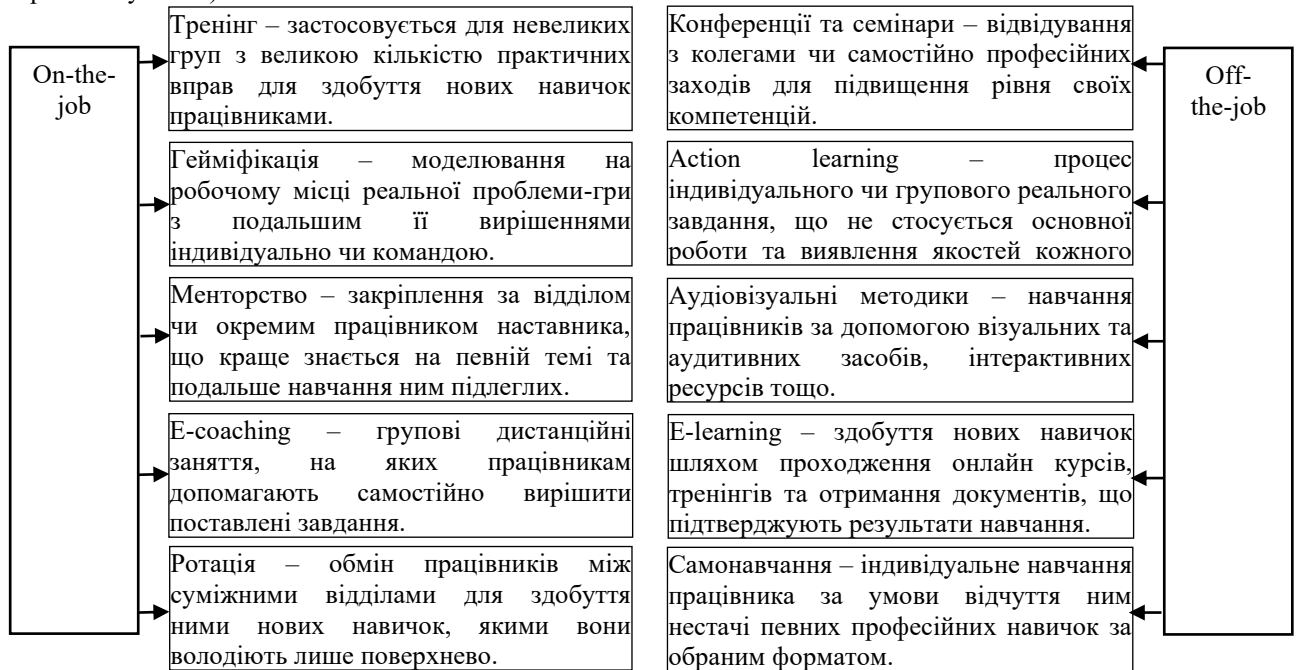 On-the-
job
Тренінг – застосовується для невеликих
груп з великою кількістю практичних
вправ для здобуття нових навичок
працівниками.
Гейміфікація – моделювання на
робочому місці реальної проблеми-гри
з подальшим її вирішеннями
індивідуально чи командою.
Менторство – закріплення за відділом
чи окремим працівником наставника,
що краще знається на певній темі та
подальше навчання ним підлеглих.
E-coaching – групові дистанційні
заняття, на яких працівникам
допомагають самостійно вирішити
поставлені завдання.
Ротація – обмін працівників між
суміжними відділами для здобуття
ними нових навичок, якими вони
володіють лише поверхнево.
Конференції та семінари – відвідування
з колегами чи самостійно професійних
заходів для підвищення рівня своїх
компетенцій.
Action learning – процес
індивідуального чи групового реального
завдання, що не стосується основної
роботи та виявлення якостей кожного
Аудіовізуальні методики – навчання
працівників за допомогою візуальних та
аудитивних засобів, інтерактивних
ресурсів тощо.
E-learning – здобуття нових навичок
шляхом проходження онлайн курсів,
тренінгів та отримання документів, що
підтверджують результати навчання.
Самонавчання – індивідуальне навчання
працівника за умови відчуття ним
нестачі певних професійних навичок за
обраним форматом.
Off-
the-job